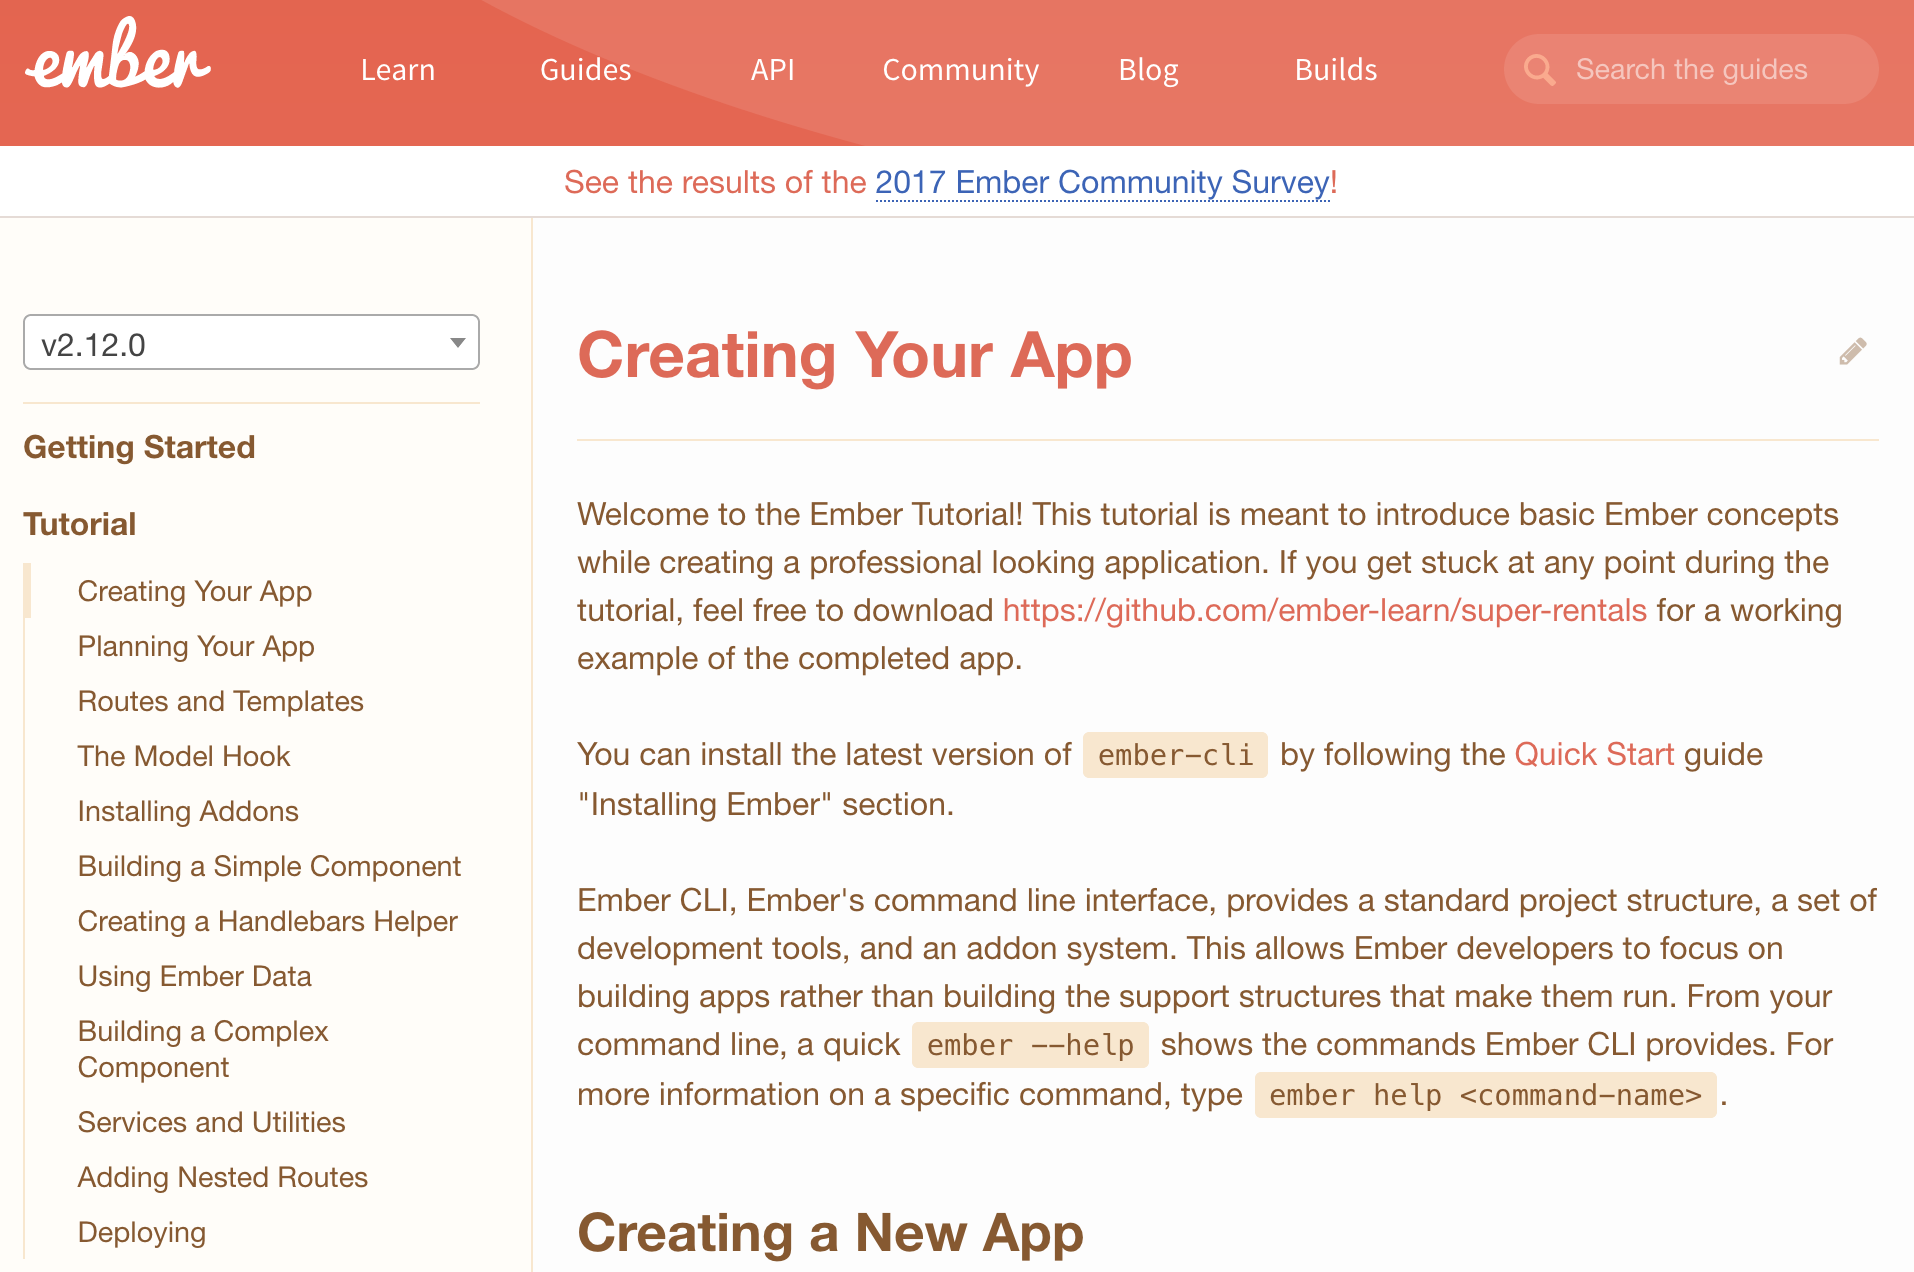 ember
Learn
Guides
API
Community
Blog
Builds
Search the guides
See the results of the 2017 Ember Community Survey!
v2.12.0
Getting Started
Tutorial
Creating Your App
Planning Your App
Routes and Templates
The Model Hook
Installing Addons
Building a Simple Component
Creating a Handlebars Helper
Using Ember Data
Building a Complex
Component
Services and Utilities
Adding Nested Routes
Deploying
Creating Your App
Welcome to the Ember Tutorial! This tutorial is meant to introduce basic Ember concepts
while creating a professional looking application. If you get stuck at any point during the
tutorial, feel free to download https://github.com/ember-learn/super-rentals for a working
example of the completed app.
You can install the latest version of ember-cli by following the Quick Start guide
"Installing Ember" section.
Ember CLI, Ember's command line interface, provides a standard project structure, a set of
development tools, and an addon system. This allows Ember developers to focus on
building apps rather than building the support structures that make them run. From your
command line, a quick ember --help shows the commands Ember CLI provides. For
more information on a specific command, type ember help <command-name>.
Creating a New App